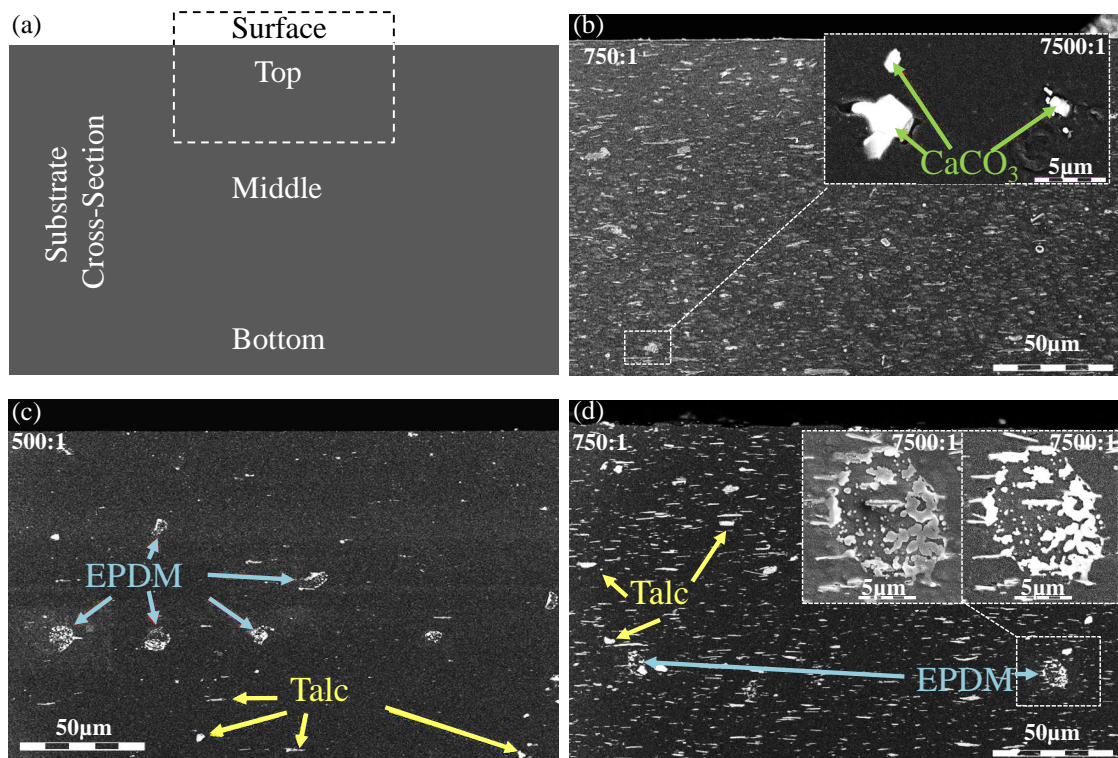 (a)
Surface
Top
Substrate
Cross-Section
Middle
Bottom
(b)
750:1
7500:1
CaCO₃
5µm
50µm
(c)
500:1
EPDM
Talc
50µm
(d)
750:1
7500:1
7500:1
5µm
5µm
Talc
EPDM
50µm